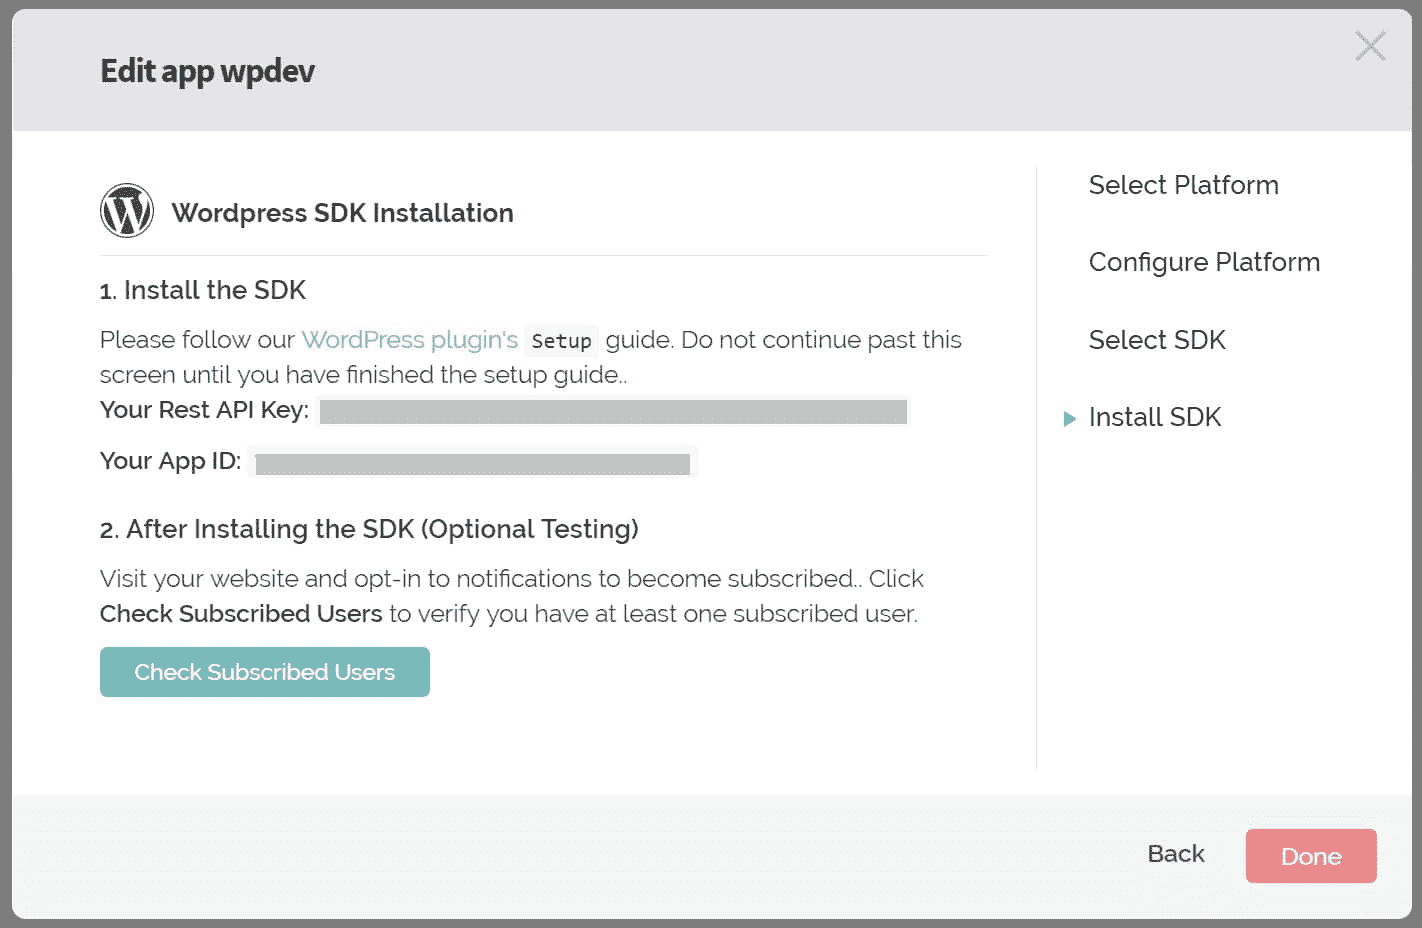 Edit app wpdev
Wordpress SDK Installation
1. Install the SDK
Please follow our WordPress plugin's Setup guide. Do not continue past this
screen until you have finished the setup guide..
Your Rest API Key:
Your App ID:
2. After Installing the SDK (Optional Testing)
Visit your website and opt-in to notifications to become subscribed.. Click
Check Subscribed Users to verify you have at least one subscribed user.
Check Subscribed Users
Select Platform
Configure Platform
Select SDK
Install SDK
Back
Done